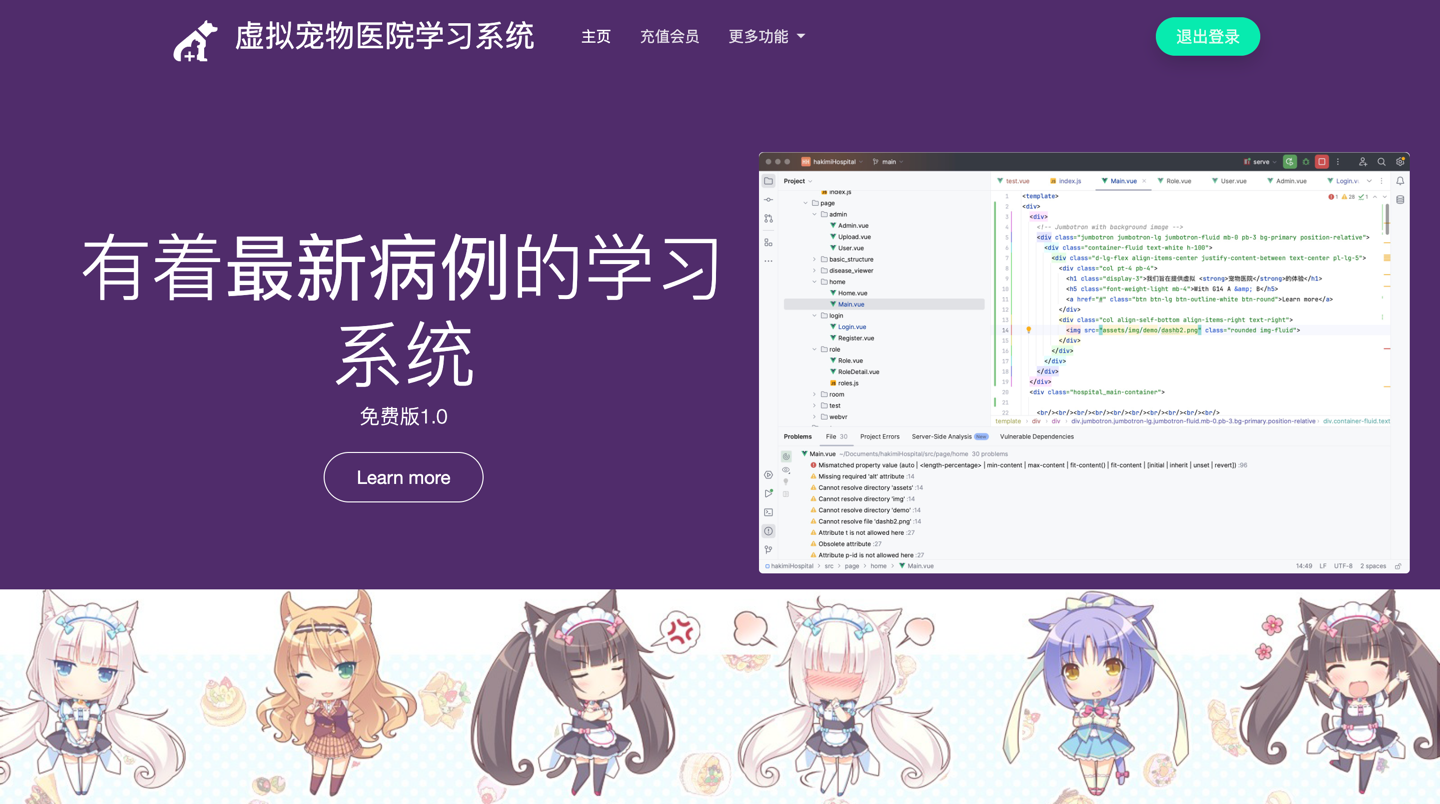 虚拟宠物医院学习系统
主页
充值会员
更多功能
退出登录
有着最新病例的学习
系统
免费版1.0
Learn more
hakimiHospital
main
serve
Project
test.vue
index.js
Main.vue
Role.vue
User.vue
Admin.vue
Login.v
index.js
page
admin
Admin.vue
Upload.vue
User.vue
basic_structure
disease_viewer
home
Home.vue
Main.vue
login
Login.vue
Register.vue
role
Role.vue
RoleDetail.vue
roles.js
room
test
webvr
1 <template>
2 <div>
3 <div>
4 <!-- Jumbotron with background image -->
5 <div class="jumbotron jumbotron-lg jumbotron-fluid mb-0 pb-3 bg-primary position-relative">
6 <div class="container-fluid text-white h-100">
7 <div class="d-lg-flex align-items-center justify-content-between text-center pl-lg-5">
8 <div class="col pt-4 pb-4">
9 <h1 class="display-3">我们旨在提供虚拟 <strong>宠物医院</strong>的体验</h1>
10 <h5 class="font-weight-light mb-4">With G14 A &amp; B</h5>
11 <a href="#" class="btn btn-lg btn-outline-white btn-round">Learn more</a>
12 </div>
13 <div class="col align-self-bottom align-items-right text-right">
14 <img src="assets/img/demo/dashb2.png" class="rounded img-fluid">
15 </div>
16 </div>
17 </div>
18 </div>
19 </div>
20 <div class="hospital_main-container">
21
22 <br/><br/><br/><br/><br/><br/><br/><br/><br/><br/>
1 28 1
template › div › div › div.jumbotron.jumbotron-lg.jumbotron-fluid.mb-0.pb-3.bg-primary.position-relative › div.container-fluid.text
Problems
File 30
Project Errors
Server-Side Analysis New
Vulnerable Dependencies
Main.vue ~/Documents/hakimiHospital/src/page/home 30 problems
Mismatched property value (auto | <length-percentage> | min-content | max-content | fit-content() | fit-content | [initial | inherit | unset | revert]) :96
Missing required 'alt' attribute :14
Cannot resolve directory 'assets' :14
Cannot resolve directory 'img' :14
Cannot resolve directory 'demo' :14
Cannot resolve file 'dashb2.png' :14
Attribute t is not allowed here :27
Obsolete attribute :27
Attribute p-id is not allowed here :27
hakimiHospital › src › page › home › Main.vue
14:49 LF UTF-8 2 spaces